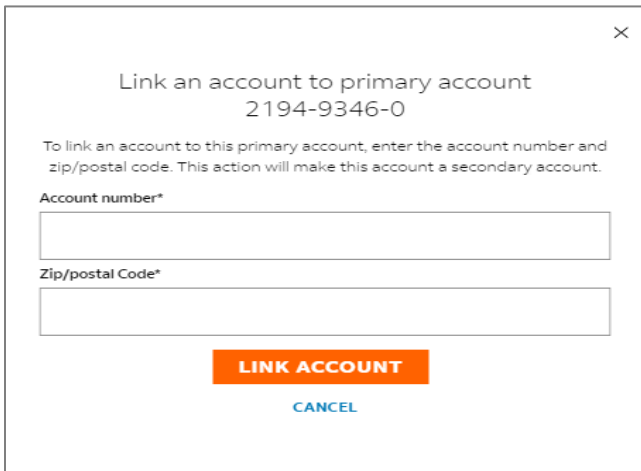 Link an account to primary account
2194-9346-0
To link an account to this primary account, enter the account number and
zip/postal code. This action will make this account a secondary account.
Account number*
Zip/postal Code*
LINK ACCOUNT
CANCEL